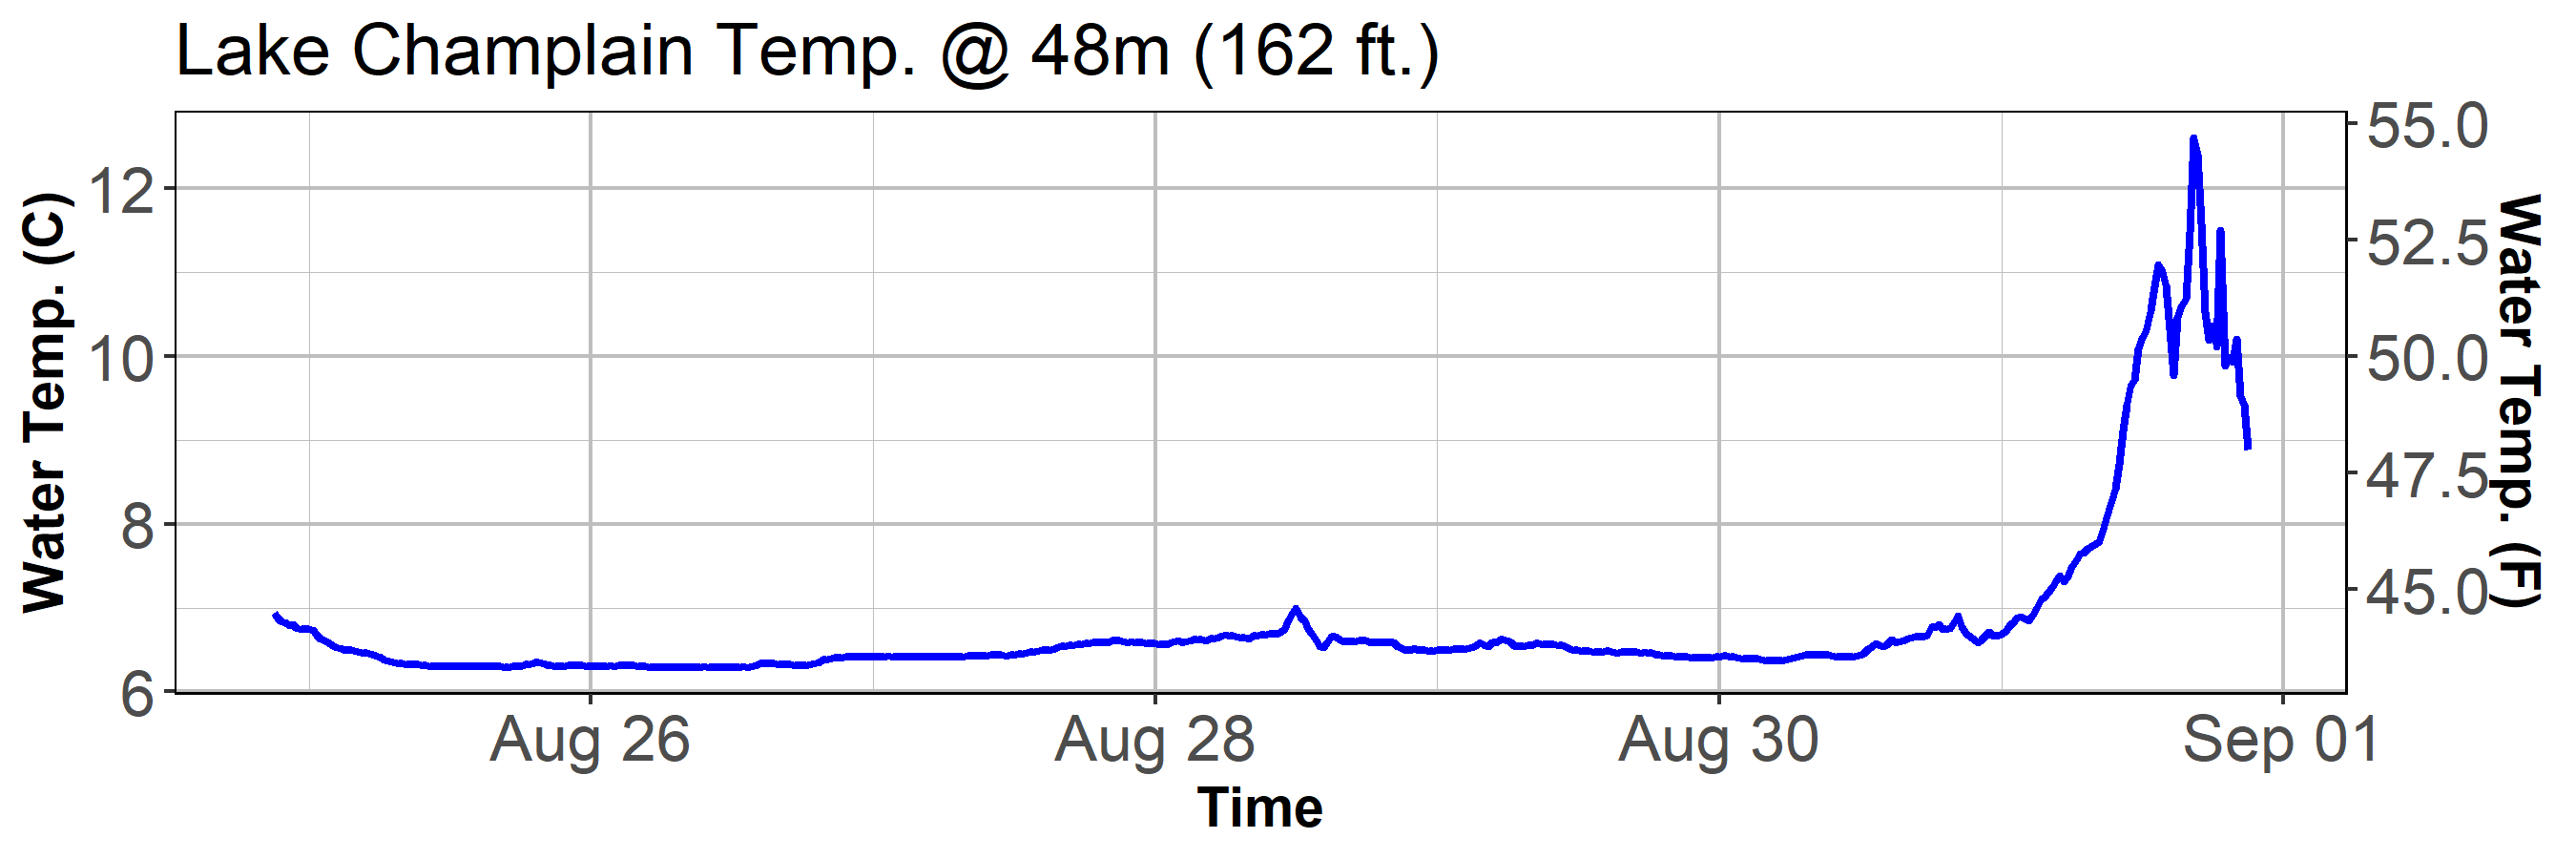 Lake Champlain Temp. @ 48m (162 ft.)
Water Temp. (C)
12
10
8
6
55.0
52.5
50.0
47.5
45.0
Water Temp. (F)
Aug 26
Aug 28
Aug 30
Sep 01
Time